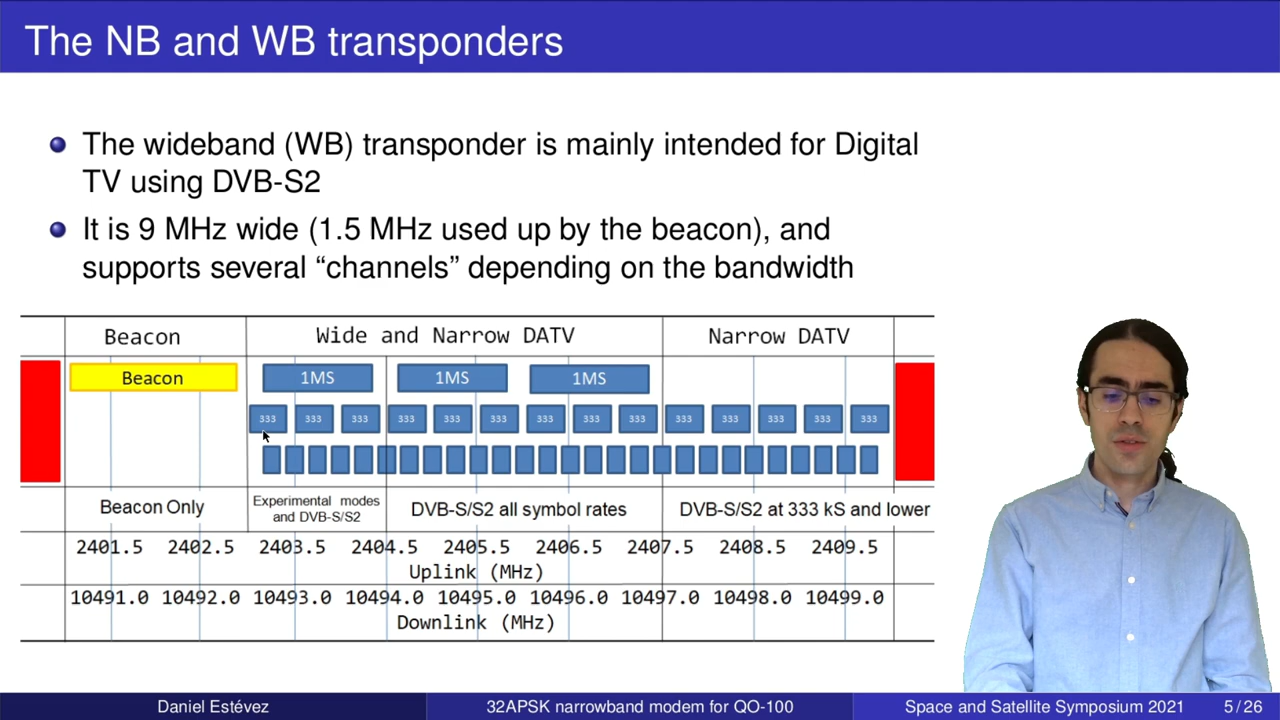 The NB and WB transponders
The wideband (WB) transponder is mainly intended for Digital
TV using DVB-S2
It is 9 MHz wide (1.5 MHz used up by the beacon), and
supports several “channels” depending on the bandwidth
Beacon Wide and Narrow DATV Narrow DATV
Beacon 1MS 1MS 1MS
333 333 333 333 333 333 333 333 333 333 333 333 333 333
Beacon Only Experimental modes DVB-S/S2 all symbol rates DVB-S/S2 at 333 kS and lower
and DVB-S/S2
2401.5 2402.5 2403.5 2404.5 2405.5 2406.5 2407.5 2408.5 2409.5
Uplink (MHz)
10491.0 10492.0 10493.0 10494.0 10495.0 10496.0 10497.0 10498.0 10499.0
Downlink (MHz)
Daniel Estévez 32APSK narrowband modem for QO-100 Space and Satellite Symposium 2021 5 / 26